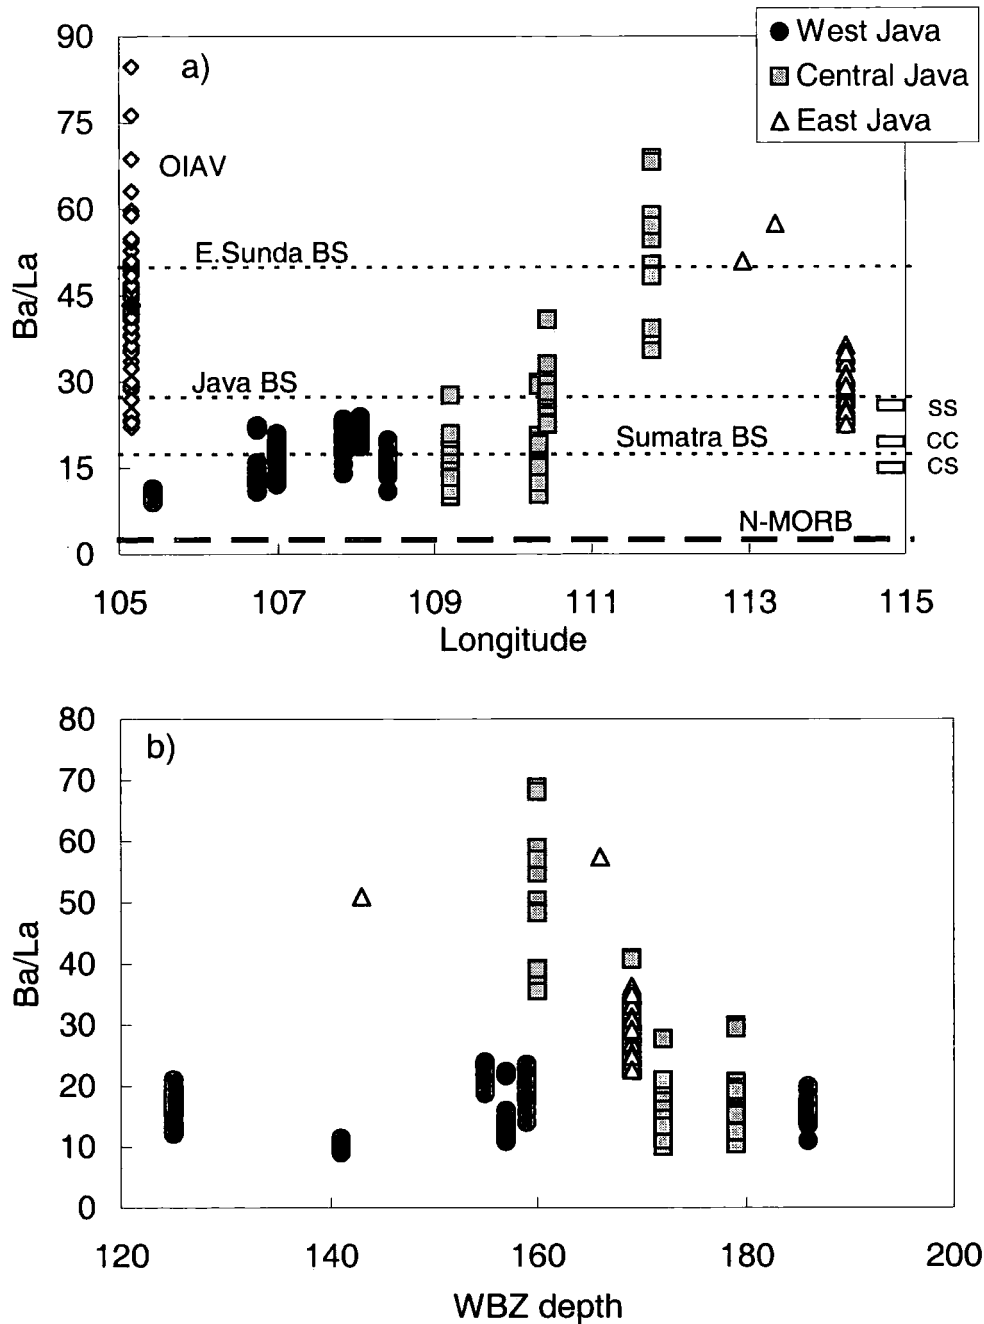 West Java
Central Java
East Java
a)
90
75
60
45
30
15
0
Ba/La
OIAV
E.Sunda BS
Java BS
Sumatra BS
N-MORB
SS
CC
CS
105
107
109
111
113
115
Longitude
b)
80
70
60
50
40
30
20
10
0
Ba/La
120
140
160
180
200
WBZ depth